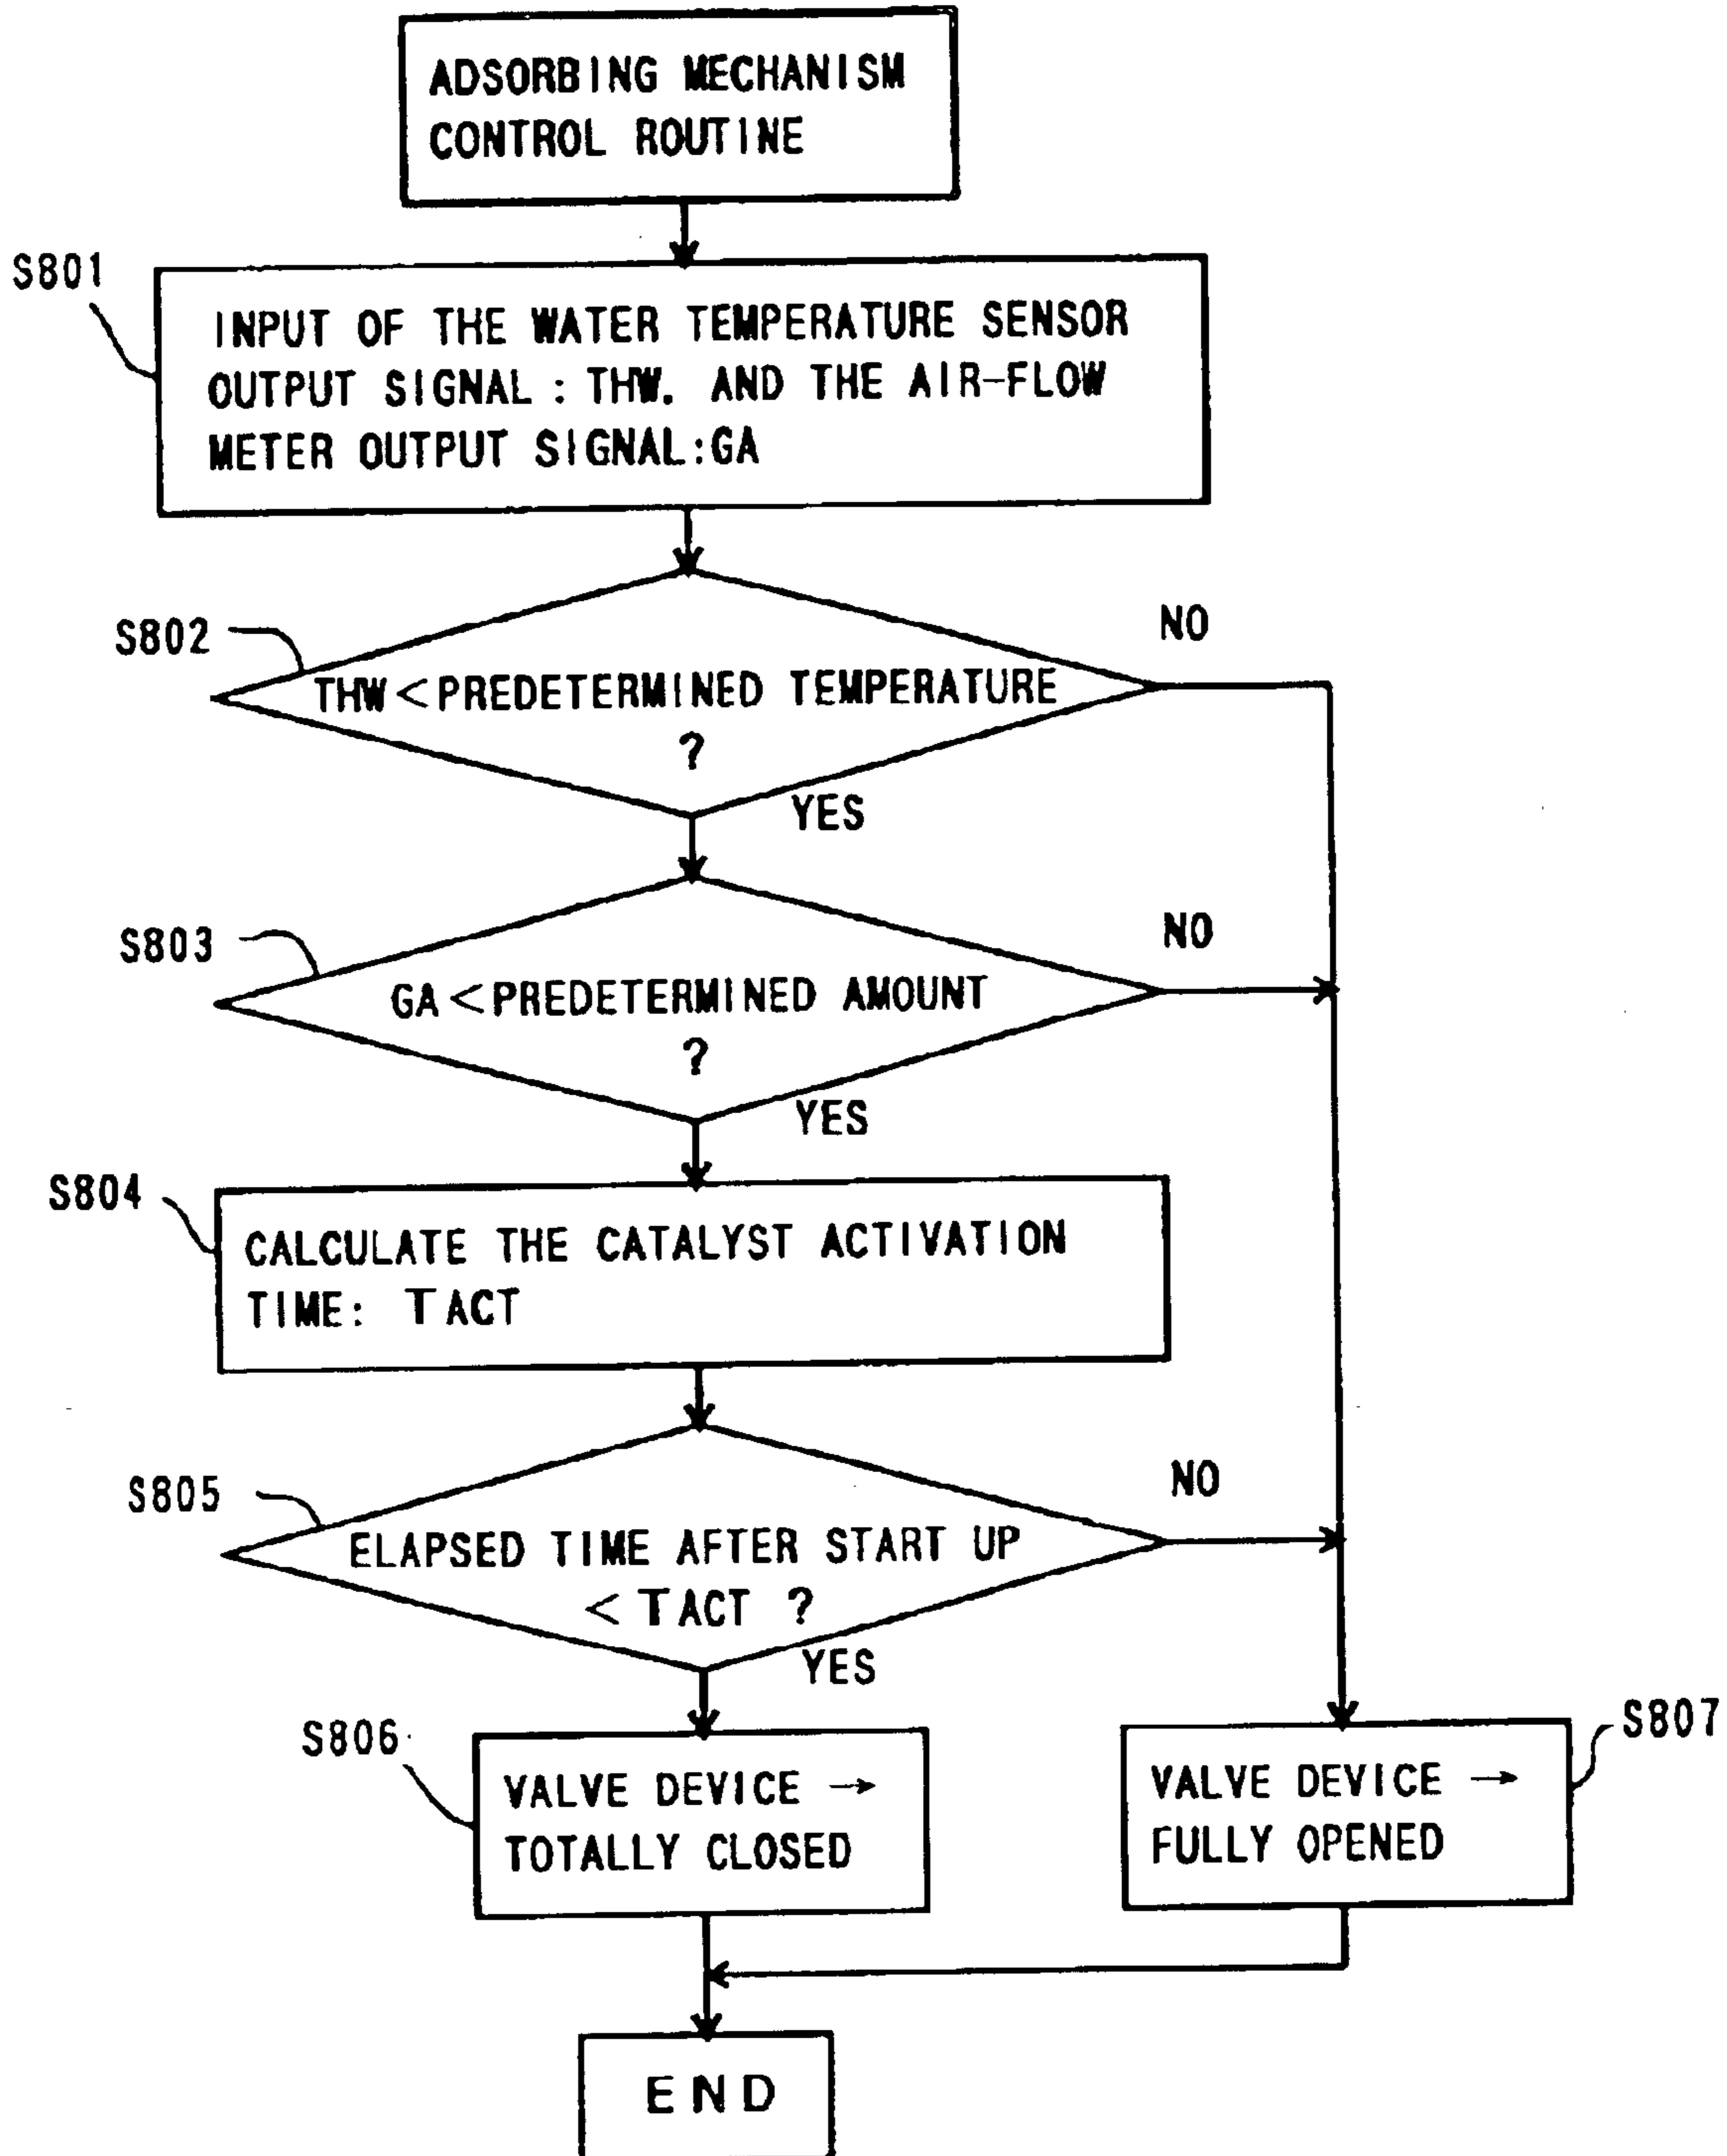 ADSORBING MECHANISM
CONTROL ROUTINE
S801
INPUT OF THE WATER TEMPERATURE SENSOR
OUTPUT SIGNAL : THW. AND THE AIR-FLOW
METER OUTPUT SIGNAL:GA
S802
NO
THW < PREDETERMINED TEMPERATURE
?
YES
S803
NO
GA < PREDETERMINED AMOUNT
?
YES
S804
CALCULATE THE CATALYST ACTIVATION
TIME: TACT
S805
NO
ELAPSED TIME AFTER START UP
< TACT ?
YES
S806
VALVE DEVICE →
TOTALLY CLOSED
S807
VALVE DEVICE →
FULLY OPENED
END